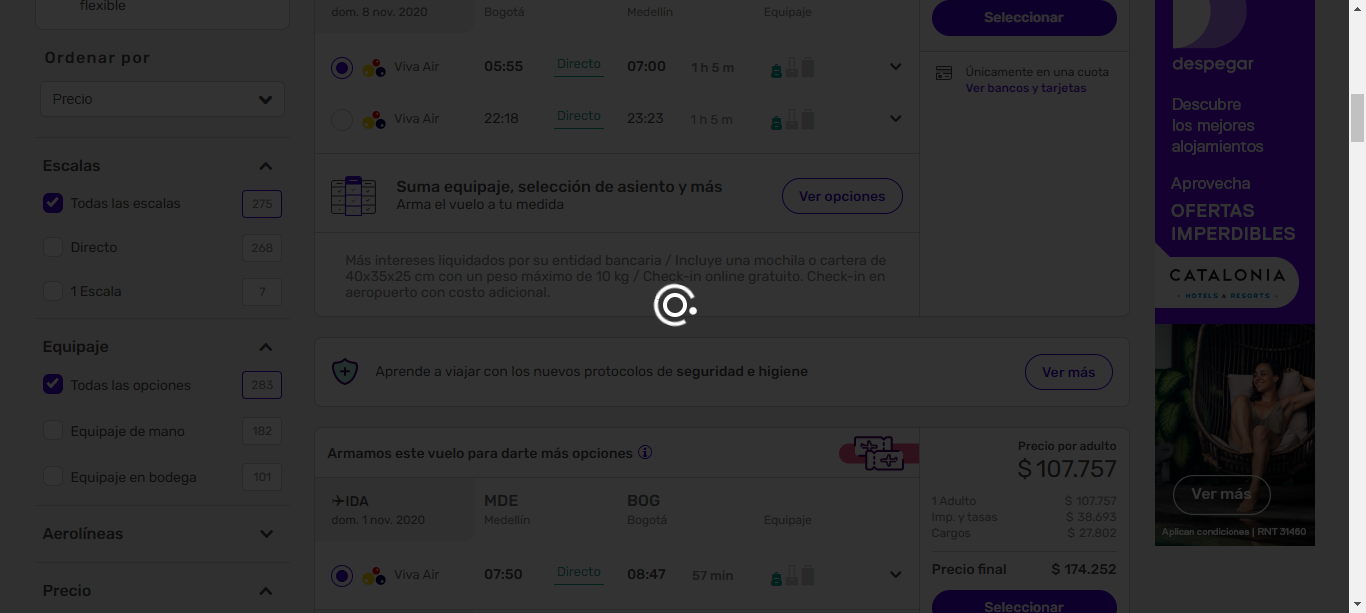 flexible
Ordenar por
Precio
Escalas
Todas las escalas 275
Directo 268
1 Escala 7
Equipaje
Todas las opciones 283
Equipaje de mano 182
Equipaje en bodega 101
Aerolíneas
Precio
dom. 8 nov. 2020 Bogotá Medellín Equipaje
Viva Air 05:55 Directo 07:00 1 h 5 m
Viva Air 22:18 Directo 23:23 1 h 5 m
Suma equipaje, selección de asiento y más
Arma el vuelo a tu medida
Ver opciones
Más intereses liquidados por su entidad bancaria / Incluye una mochila o cartera de
40x35x25 cm con un peso máximo de 10 kg / Check-in online gratuito. Check-in en
aeropuerto con costo adicional.
Seleccionar
Únicamente en una cuota
Ver bancos y tarjetas
Aprende a viajar con los nuevos protocolos de seguridad e higiene
Ver más
Armamos este vuelo para darte más opciones
IDA MDE BOG
dom. 1 nov. 2020 Medellín Bogotá Equipaje
Viva Air 07:50 Directo 08:47 57 min
Precio por adulto
$ 107.757
1 Adulto $ 107.757
Imp. y tasas $ 38.693
Cargos $ 27.802
Precio final $ 174.252
Seleccionar
despegar
Descubre
los mejores
alojamientos
Aprovecha
OFERTAS
IMPERDIBLES
CATALONIA
HOTELS & RESORTS
Ver más
Aplican condiciones | RNT 31460